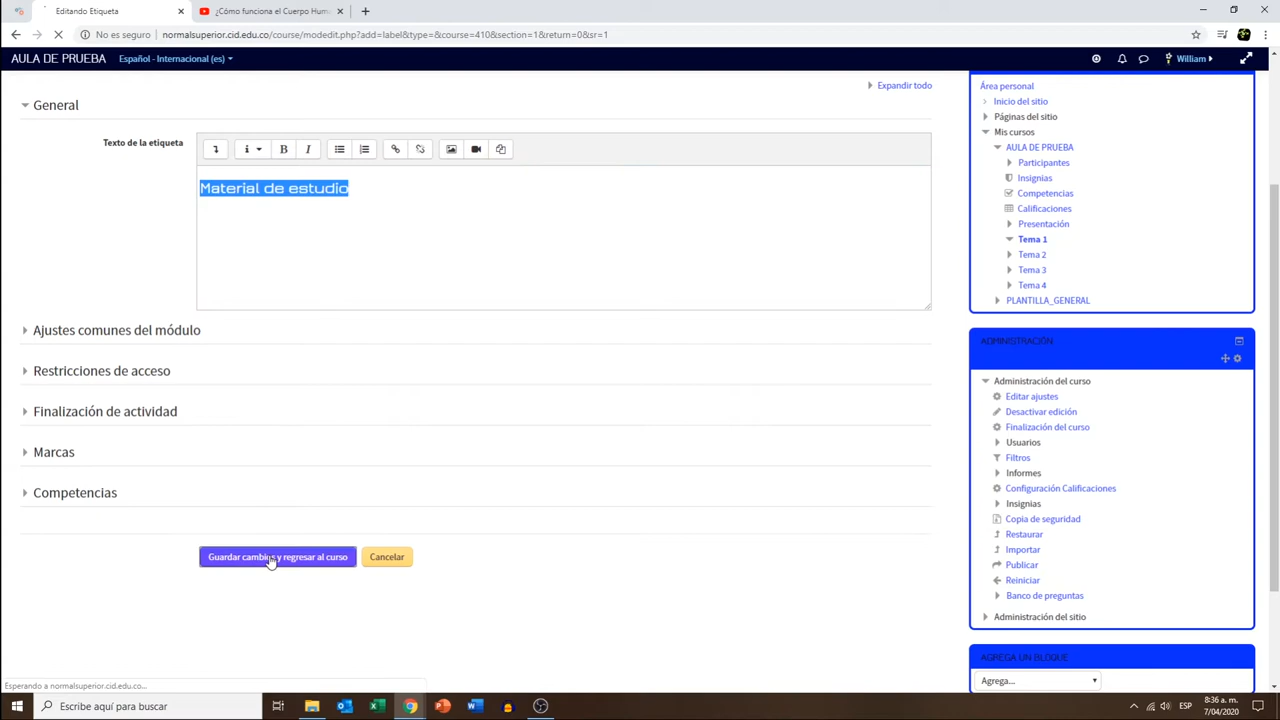 Editando Etiqueta
¿Cómo funciona el Cuerpo Hum
No es seguro | normalsuperior.cid.edu.co/course/modedit.php?add=label&type=&course=410&section=1&return=0&sr=1
AULA DE PRUEBA
Español - Internacional (es)
William
Expandir todo
General
Texto de la etiqueta
Material de estudio
Ajustes comunes del módulo
Restricciones de acceso
Finalización de actividad
Marcas
Competencias
Guardar cambios y regresar al curso
Cancelar
Área personal
Inicio del sitio
Páginas del sitio
Mis cursos
AULA DE PRUEBA
Participantes
Insignias
Competencias
Calificaciones
Presentación
Tema 1
Tema 2
Tema 3
Tema 4
PLANTILLA_GENERAL
ADMINISTRACIÓN
Administración del curso
Editar ajustes
Desactivar edición
Finalización del curso
Usuarios
Filtros
Informes
Configuración Calificaciones
Insignias
Copia de seguridad
Restaurar
Importar
Publicar
Reiniciar
Banco de preguntas
Administración del sitio
AGREGA UN BLOQUE
Agrega...
Esperando a normalsuperior.cid.edu.co...
Escribe aquí para buscar
ESP
8:36 a. m.
7/04/2020